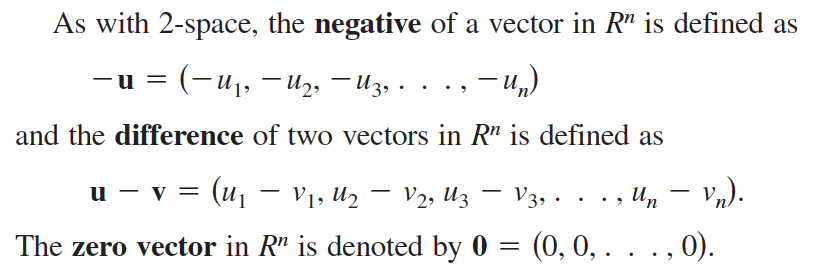 As with 2-space, the negative of a vector in Rⁿ is defined as
−u = (−u₁, −u₂, −u₃, . . . , −uₙ)
and the difference of two vectors in Rⁿ is defined as
u − v = (u₁ − v₁, u₂ − v₂, u₃ − v₃, . . . , uₙ − vₙ).
The zero vector in Rⁿ is denoted by 0 = (0, 0, . . . , 0).